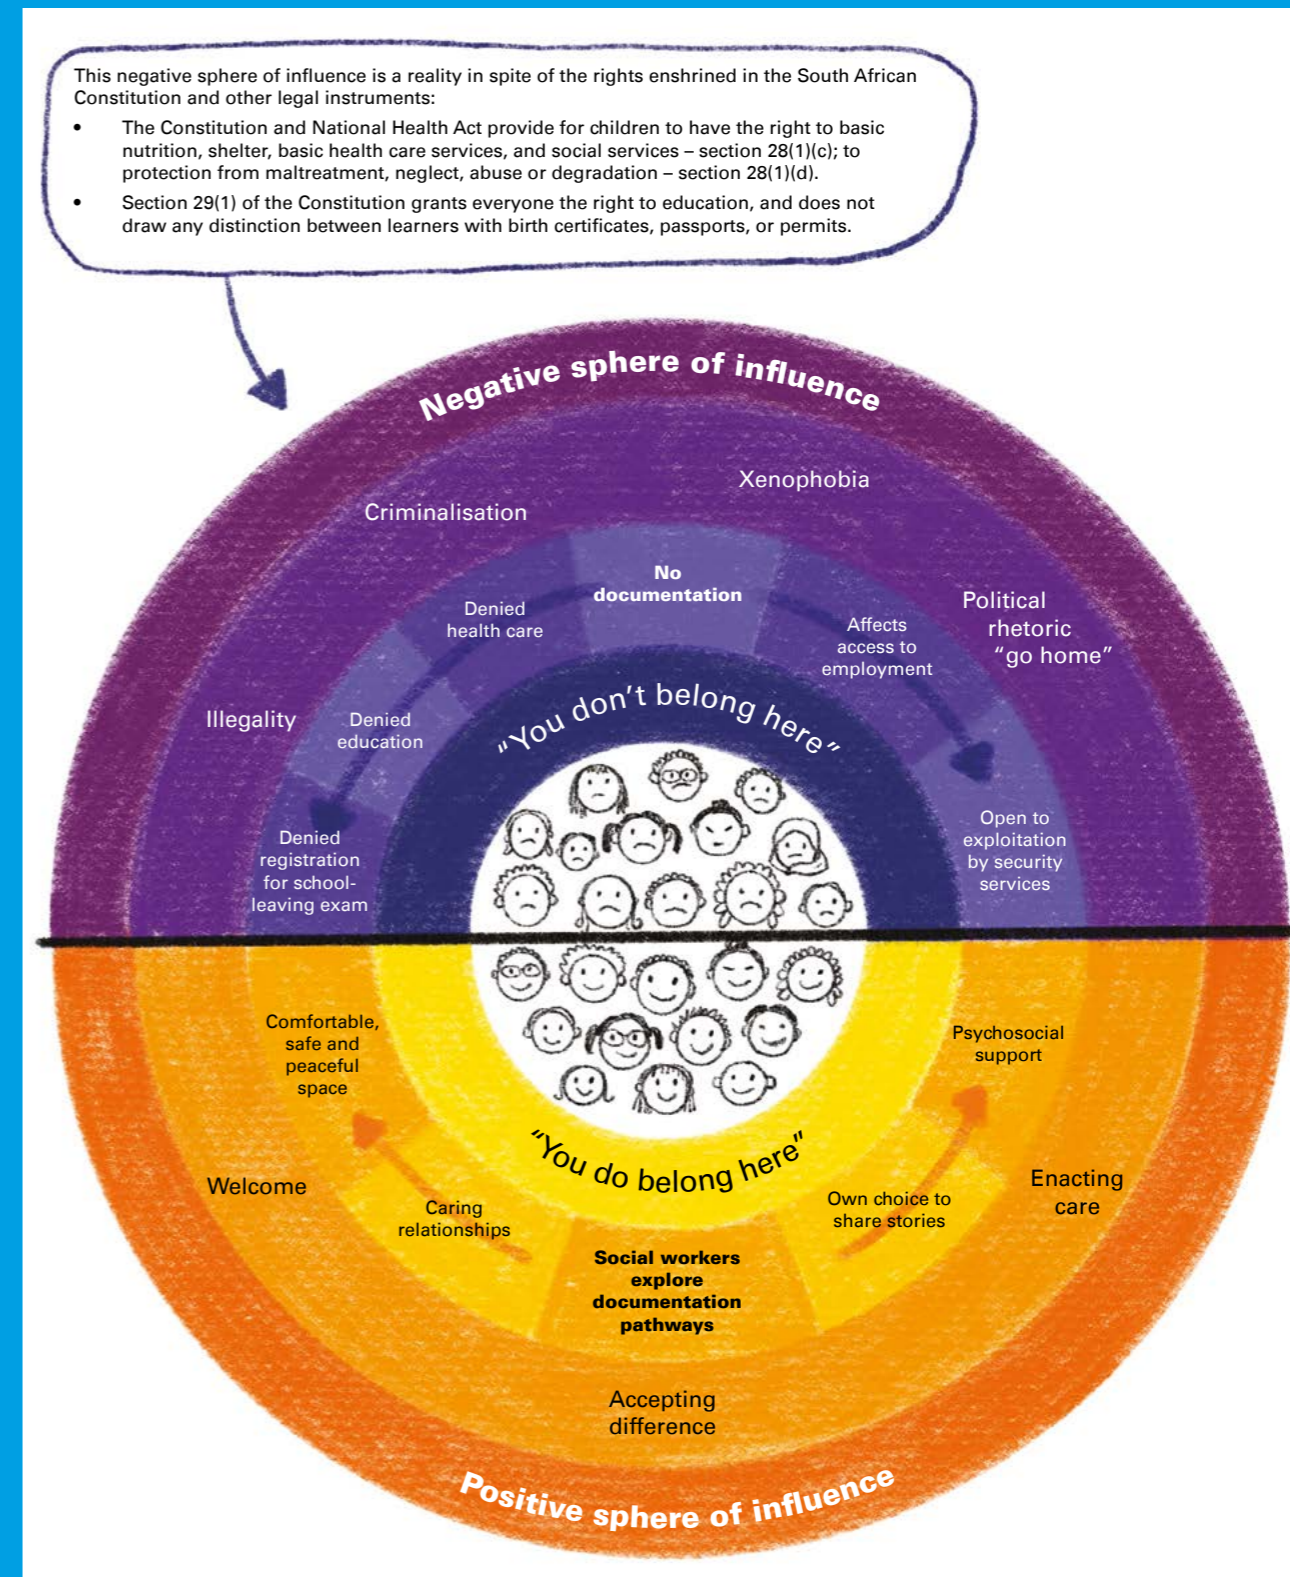 This negative sphere of influence is a reality in spite of the rights enshrined in the South African
Constitution and other legal instruments:
• The Constitution and National Health Act provide for children to have the right to basic
nutrition, shelter, basic health care services, and social services – section 28(1)(c); to
protection from maltreatment, neglect, abuse or degradation – section 28(1)(d).
• Section 29(1) of the Constitution grants everyone the right to education, and does not
draw any distinction between learners with birth certificates, passports, or permits.
Negative sphere of influence
Xenophobia
Criminalisation
Political
rhetoric
“go home”
Illegality
No
documentation
Denied
health care
Affects
access to
employment
Denied
education
Denied
registration
for school-
leaving exam
Open to
exploitation
by security
services
“You don’t belong here”
Comfortable,
safe and
peaceful
space
Psychosocial
support
“You do belong here”
Welcome
Caring
relationships
Own choice to
share stories
Enacting
care
Social workers
explore
documentation
pathways
Accepting
difference
Positive sphere of influence